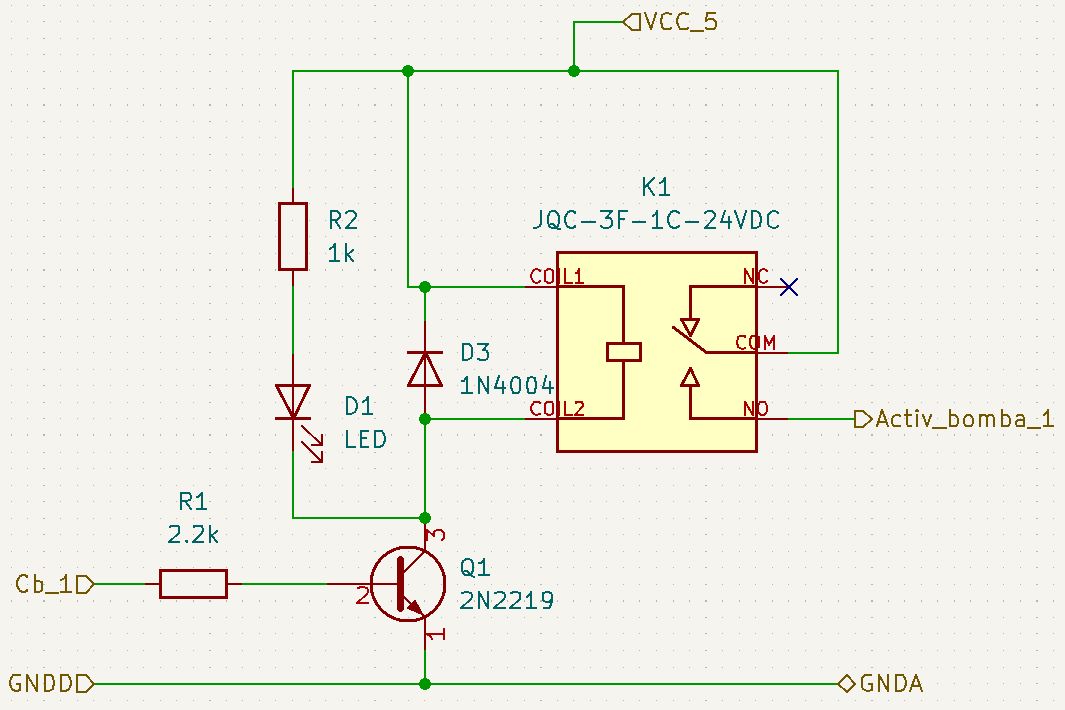 VCC_5
K1
JQC-3F-1C-24VDC
R2
1k
COIL1
NC
COM
D3
1N4004
COIL2
NO
Activ_bomba_1
D1
LED
R1
2.2k
3
Q1
2N2219
Cb_1
2
1
GNDD
GNDA